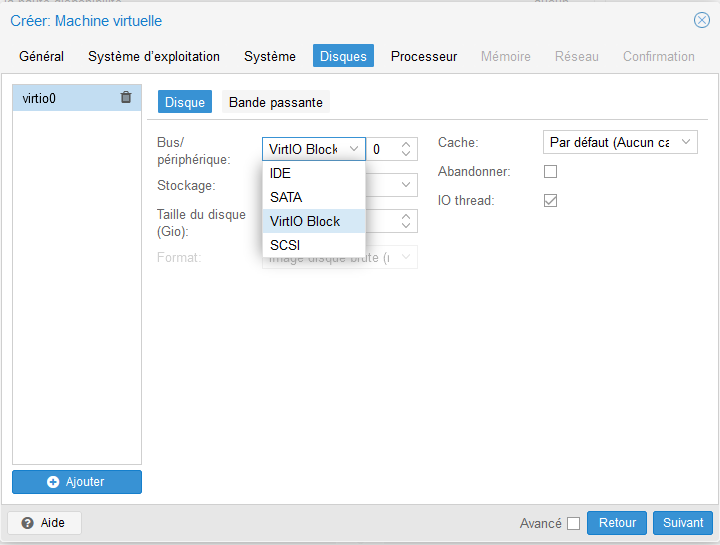 Créer: Machine virtuelle
Général Système d'exploitation Système Disques Processeur Mémoire Réseau Confirmation
virtio0
Disque Bande passante
Bus/
périphérique:
VirtIO Block 0
IDE
SATA
VirtIO Block
SCSI
Stockage:
Taille du disque
(Gio):
Format:
Image disque brute (
Cache: Par défaut (Aucun ca
Abandonner:
IO thread:
Ajouter
Aide
Avancé Retour Suivant